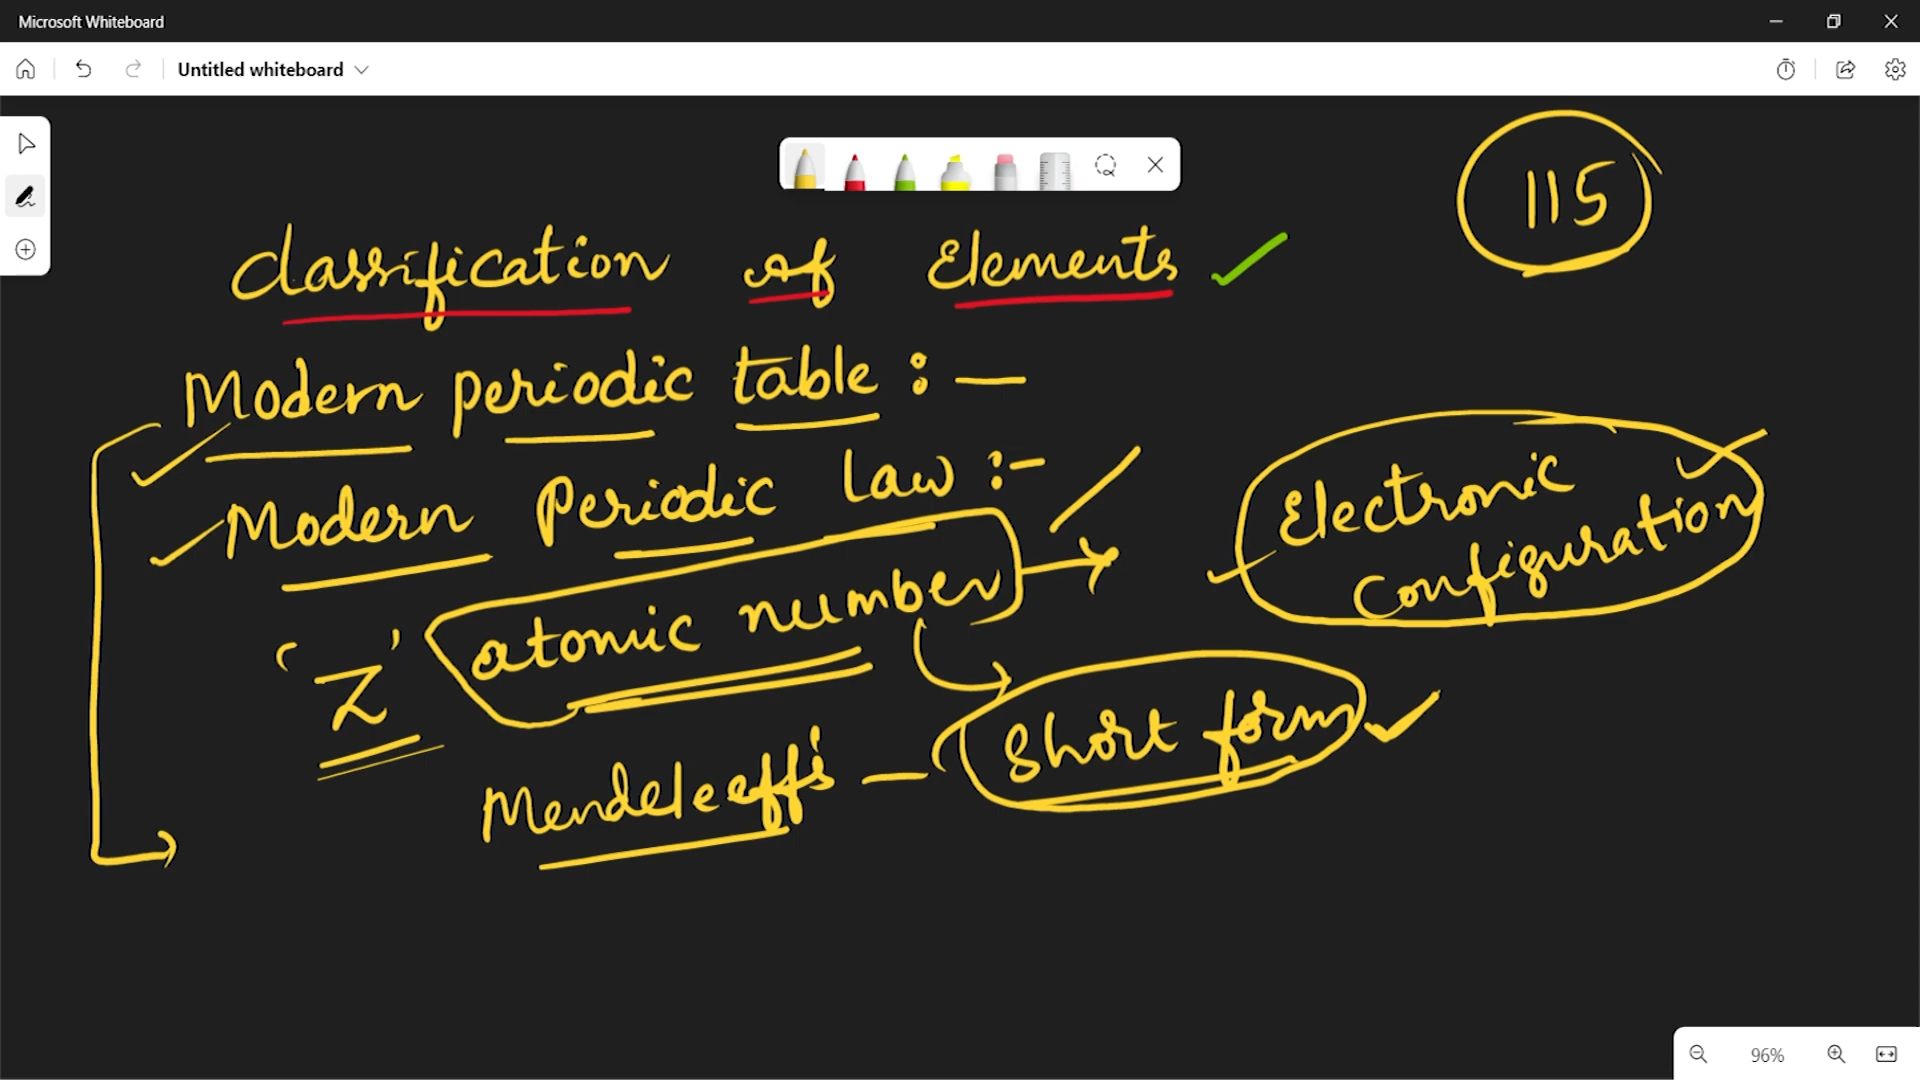 Microsoft Whiteboard
Untitled whiteboard
115
Classification of Elements
Modern periodic table :—
Modern Periodic Law :-
Electronic
Configuration
'Z' atomic number
Mendeleeff's — Short form
96%